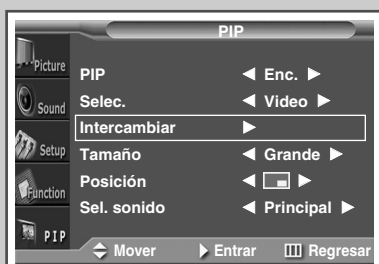 PIP
Picture
Sound
Setup
Function
PIP
PIP Enc.
Selec. Video
Intercambiar
Tamaño Grande
Posición
Sel. sonido Principal
Mover Entrar Regresar